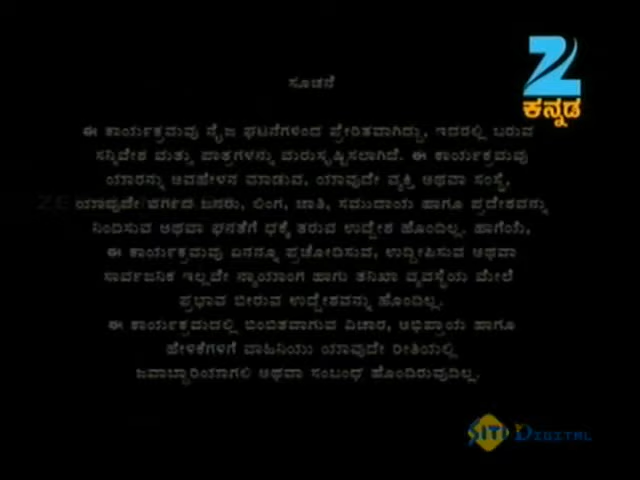 Z
ಕನ್ನಡ
ಸೂಚನೆ
ಈ ಕಾರ್ಯಕ್ರಮವು ನೈಜ ಘಟನೆಗಳಿಂದ ಪ್ರೇರಿತವಾಗಿದ್ದು, ಇದರಲ್ಲಿ ಬರುವ
ಸನ್ನಿವೇಶ ಮತ್ತು ಪಾತ್ರಗಳನ್ನು ಮರುಸೃಷ್ಟಿಸಲಾಗಿದೆ. ಈ ಕಾರ್ಯಕ್ರಮವು
ಯಾರನ್ನು ಅವಹೇಳನ ಮಾಡುವ, ಯಾವುದೇ ವ್ಯಕ್ತಿ ಅಥವಾ ಸಂಸ್ಥೆ,
ಯಾವುದೇ ವರ್ಗದ ಜನರು, ಲಿಂಗ, ಜಾತಿ, ಸಮುದಾಯ ಹಾಗೂ ಪ್ರದೇಶವನ್ನು
ನಿಂದಿಸುವ ಅಥವಾ ಘನತೆಗೆ ಧಕ್ಕೆ ತರುವ ಉದ್ದೇಶ ಹೊಂದಿಲ್ಲ. ಹಾಗೆಯೆ,
ಈ ಕಾರ್ಯಕ್ರಮವು ಏನನ್ನೂ ಪ್ರಚೋದಿಸುವ, ಉದ್ದೀಪಿಸುವ ಅಥವಾ
ಸಾರ್ವಜನಿಕ ಇಲ್ಲವೇ ನ್ಯಾಯಾಂಗ ಹಾಗು ತನಿಖಾ ವ್ಯವಸ್ಥೆಯ ಮೇಲೆ
ಪ್ರಭಾವ ಬೀರುವ ಉದ್ದೇಶವನ್ನು ಹೊಂದಿಲ್ಲ.
ಈ ಕಾರ್ಯಕ್ರಮದಲ್ಲಿ ಬಿಂಬಿತವಾಗುವ ವಿಚಾರ, ಅಭಿಪ್ರಾಯ ಹಾಗೂ
ಹೇಳಿಕೆಗಳಿಗೆ ವಾಹಿನಿಯು ಯಾವುದೇ ರೀತಿಯಲ್ಲಿ
ಜವಾಬ್ದಾರಿಯಾಗಲಿ ಅಥವಾ ಸಂಬಂಧ ಹೊಂದಿರುವುದಿಲ್ಲ.
SITI DIGITAL